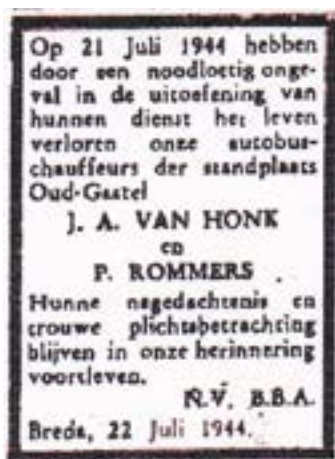 Op 21 Juli 1944 hebben
door een noodlottig onge-
val in de uitoefening van
hunnen dienst het leven
verloren onze autobus-
chauffeurs der standplaats
Oud-Gastel
J. A. VAN HONK
en
P. ROMMERS
Hunne nagedachtenis en
trouwe plichtsbetrachting
blijven in onze herinnering
voortleven.
N.V. B.B.A.
Breda, 22 Juli 1944.